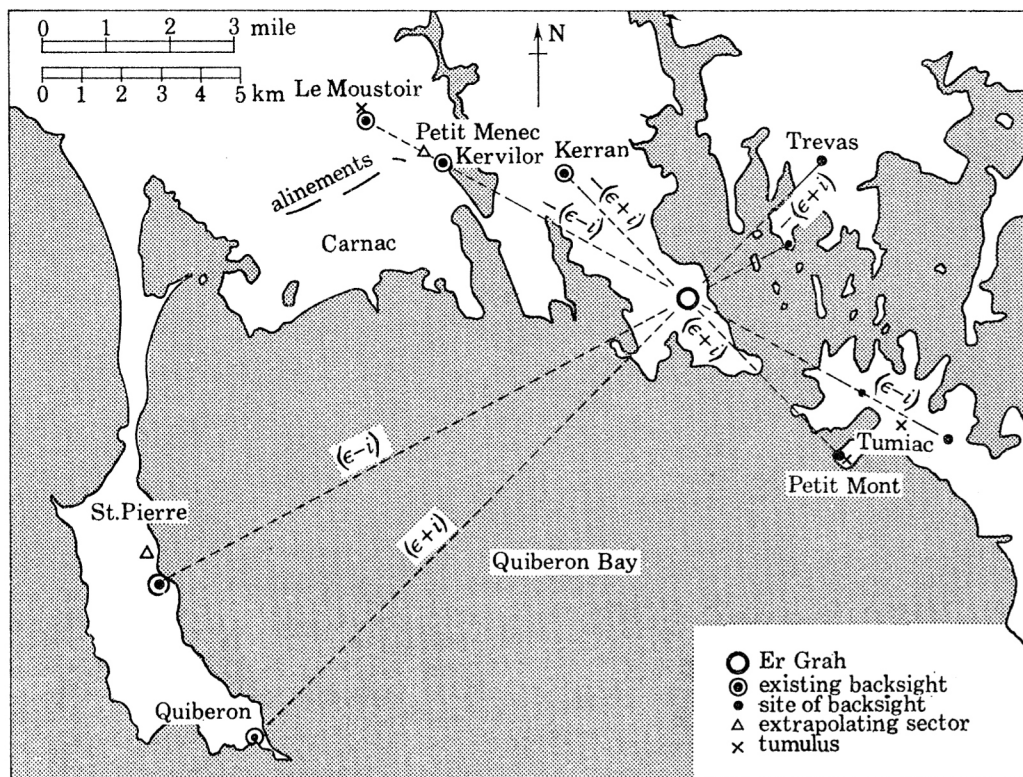 0 1 2 3 mile
N
0 1 2 3 4 5 km
Le Moustoir
Petit Menec
Kervilor
Kerran
Trevas
alinements
(ϵ+i)
–(ϵ+i)
–(ϵ–i)
Carnac
(ϵ+i)
(ϵ–i)
Tumiac
(ϵ–i)
Petit Mont
St.Pierre
(ϵ+i)
Quiberon Bay
Quiberon
Er Grah
existing backsight
site of backsight
extrapolating sector
tumulus